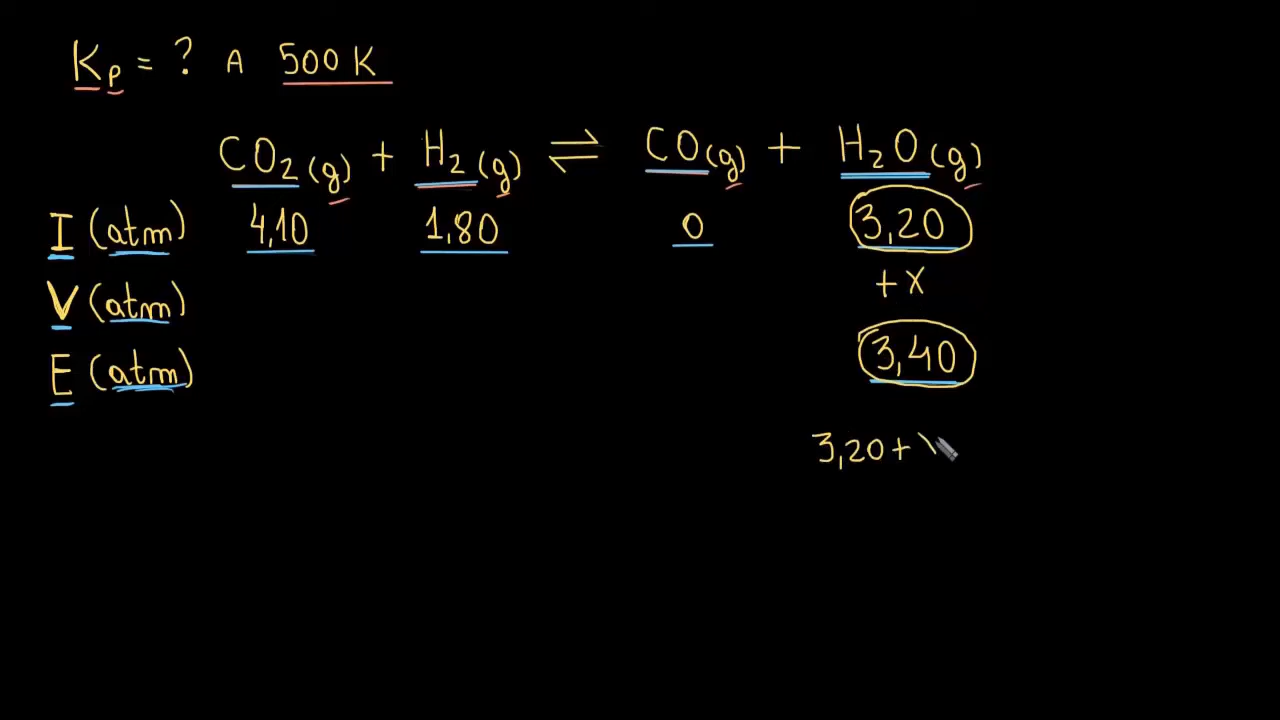 Kp = ? A 500 K
CO₂(g) + H₂(g) ⇌ CO(g) + H₂O(g)
I (atm) 4,10 1,80 0 3,20
V (atm) + x
E (atm) 3,40
3,20 +